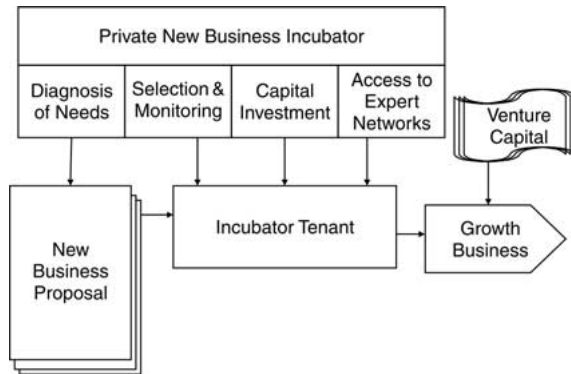 Private New Business Incubator
Diagnosis
of Needs
Selection &
Monitoring
Capital
Investment
Access to
Expert
Networks
Venture
Capital
New
Business
Proposal
Incubator Tenant
Growth
Business